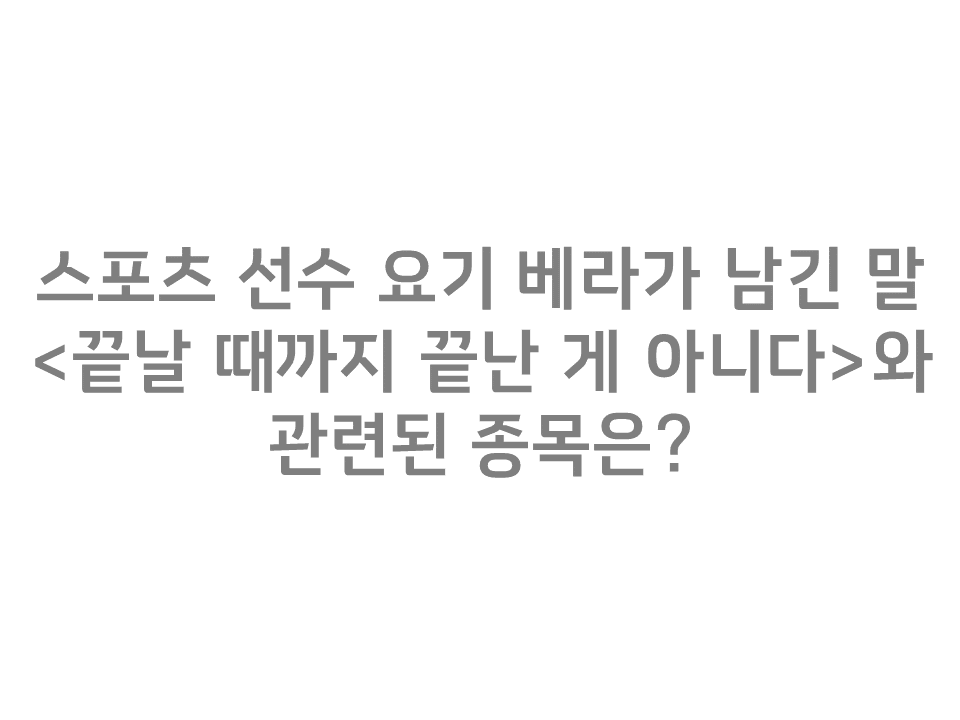 스포츠 선수 요기 베라가 남긴 말
<끝날 때까지 끝난 게 아니다>와
관련된 종목은?